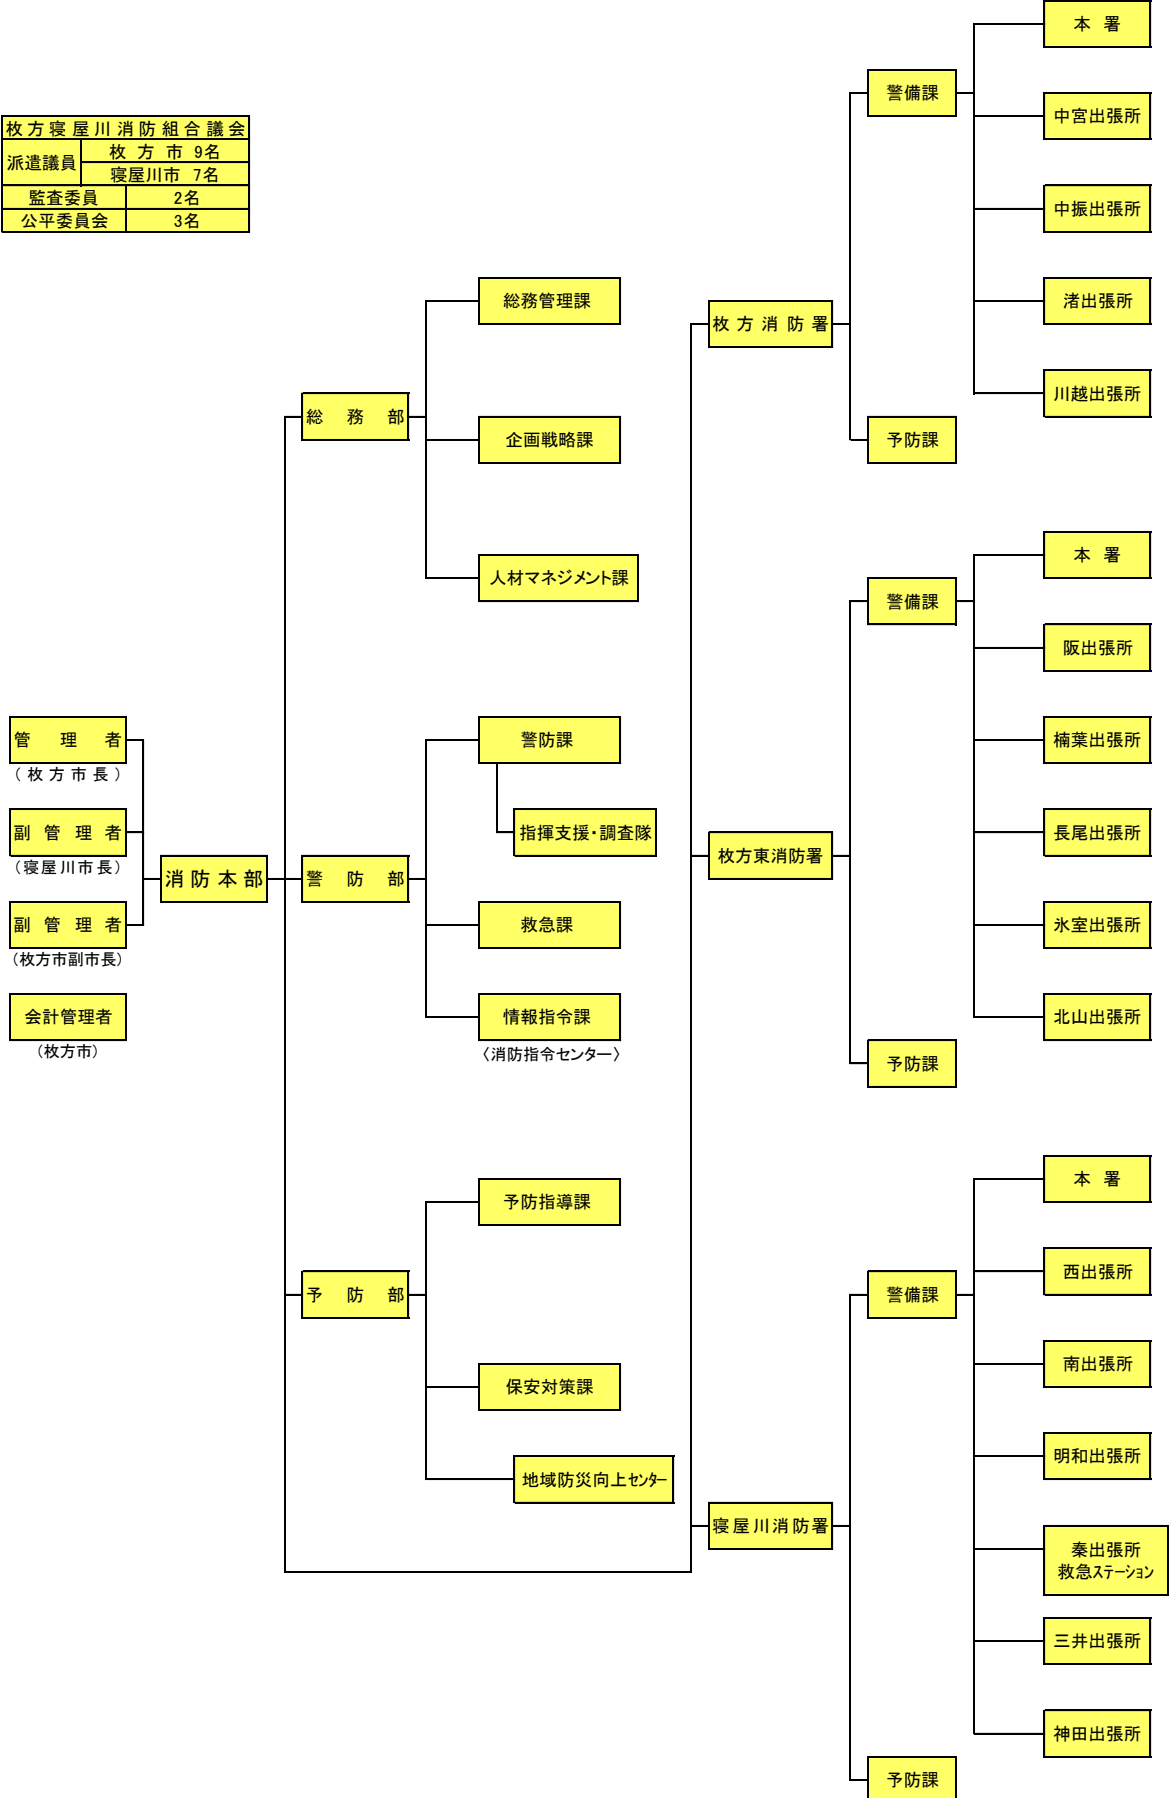 枚方寝屋川消防組合議会
派遣議員
枚方市 9名
寝屋川市 7名
監査委員 2名
公平委員会 3名
管理者
(枚方市長)
副管理者
(寝屋川市長)
副管理者
(枚方市副市長)
会計管理者
(枚方市)
消防本部
総務部
総務管理課
企画戦略課
人材マネジメント課
警防部
警防課
指揮支援・調査隊
救急課
情報指令課
〈消防指令センター〉
予防部
予防指導課
保安対策課
地域防災向上センター
枚方消防署
警備課
本署
中宮出張所
中振出張所
渚出張所
川越出張所
予防課
枚方東消防署
警備課
本署
阪出張所
楠葉出張所
長尾出張所
氷室出張所
北山出張所
予防課
寝屋川消防署
警備課
本署
西出張所
南出張所
明和出張所
秦出張所
救急ステーション
三井出張所
神田出張所
予防課